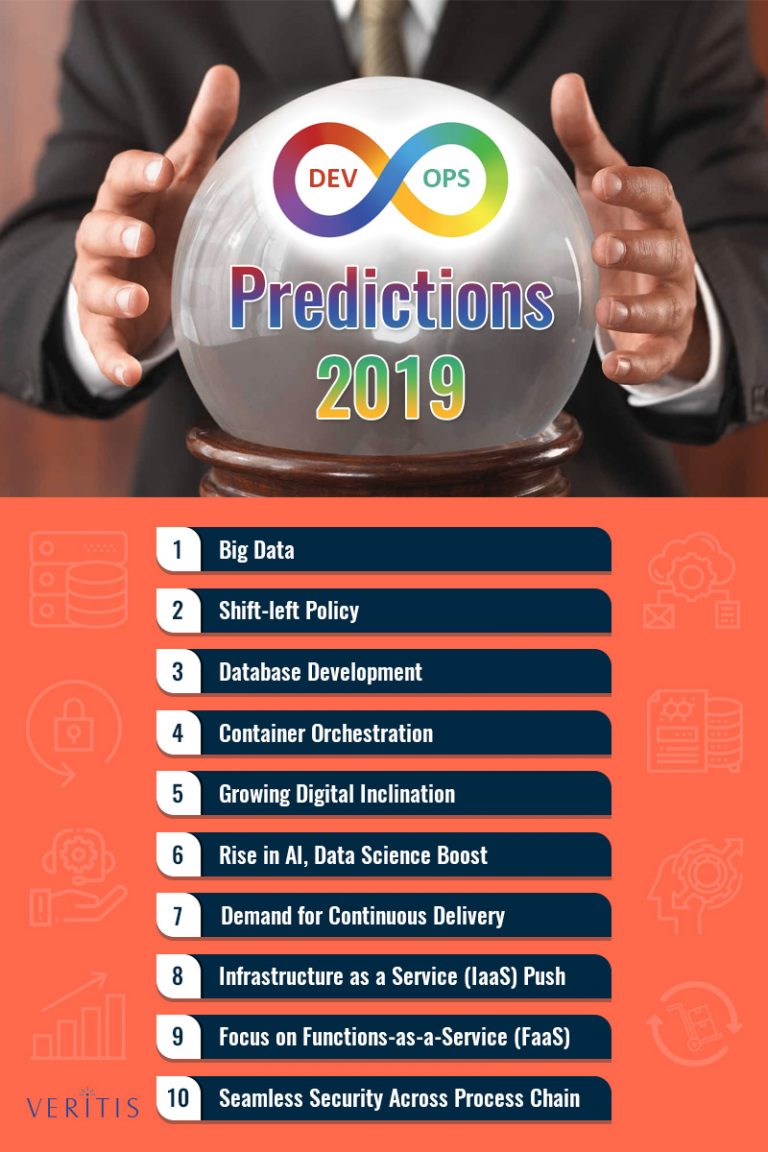 DEV OPS
Predictions
2019
1 Big Data
2 Shift-left Policy
3 Database Development
4 Container Orchestration
5 Growing Digital Inclination
6 Rise in AI, Data Science Boost
7 Demand for Continuous Delivery
8 Infrastructure as a Service (IaaS) Push
9 Focus on Functions-as-a-Service (FaaS)
10 Seamless Security Across Process Chain
VERITIS